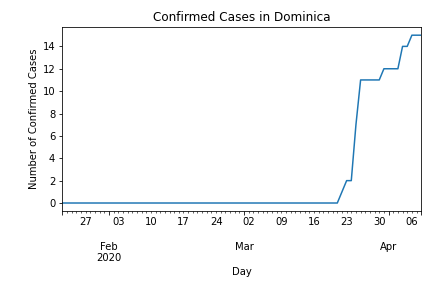 Confirmed Cases in Dominica
Number of Confirmed Cases
14
12
10
8
6
4
2
0
27 03 10 17 24 02 09 16 23 30 06
Feb Mar Apr
2020
Day